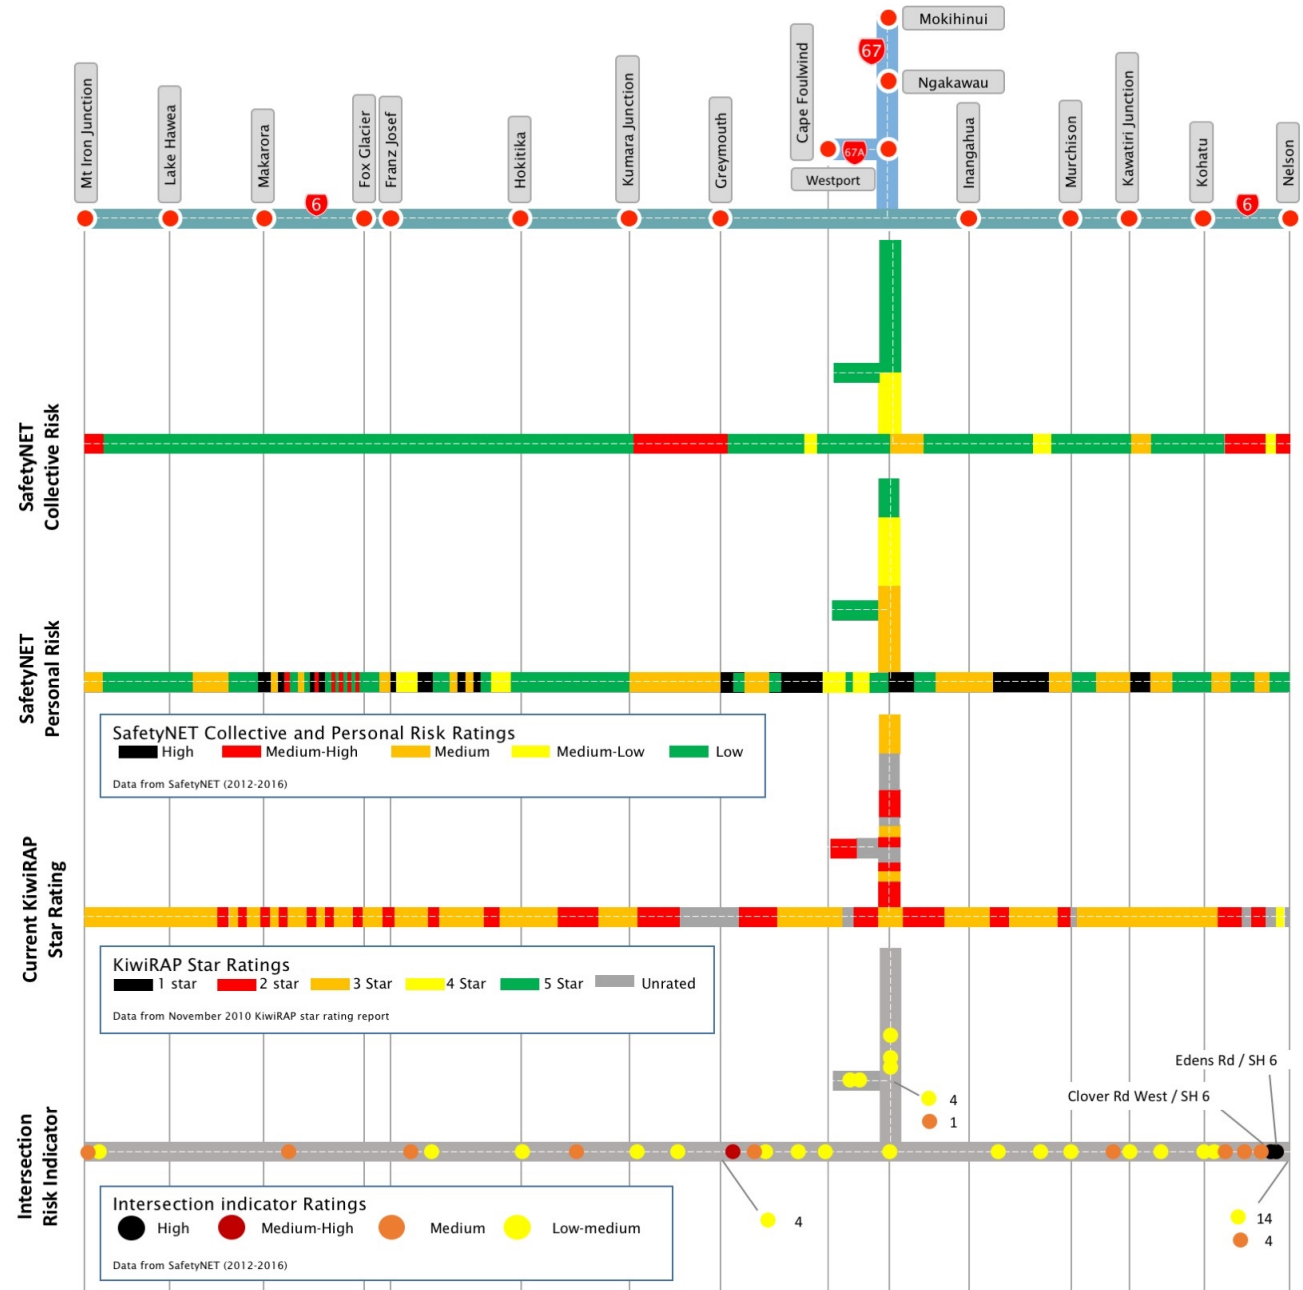 Mokihinui
67
Ngakawau
Cape Foulwind
67A
Westport
Mt Iron Junction
Lake Hawea
Makarora
6
Fox Glacier
Franz Josef
Hokitika
Kumara Junction
Greymouth
Inangahua
Murchison
Kawatiri Junction
Kohatu
6
Nelson
SafetyNET
Collective Risk
SafetyNET
Personal Risk
SafetyNET Collective and Personal Risk Ratings
High Medium-High Medium Medium-Low Low
Data from SafetyNET (2012-2016)
Current KiwiRAP
Star Rating
KiwiRAP Star Ratings
1 star 2 star 3 Star 4 Star 5 Star Unrated
Data from November 2010 KiwiRAP star rating report
Edens Rd / SH 6
Clover Rd West / SH 6
4
1
Intersection
Risk Indicator
Intersection indicator Ratings
High Medium-High Medium Low-medium
Data from SafetyNET (2012-2016)
4
14
4